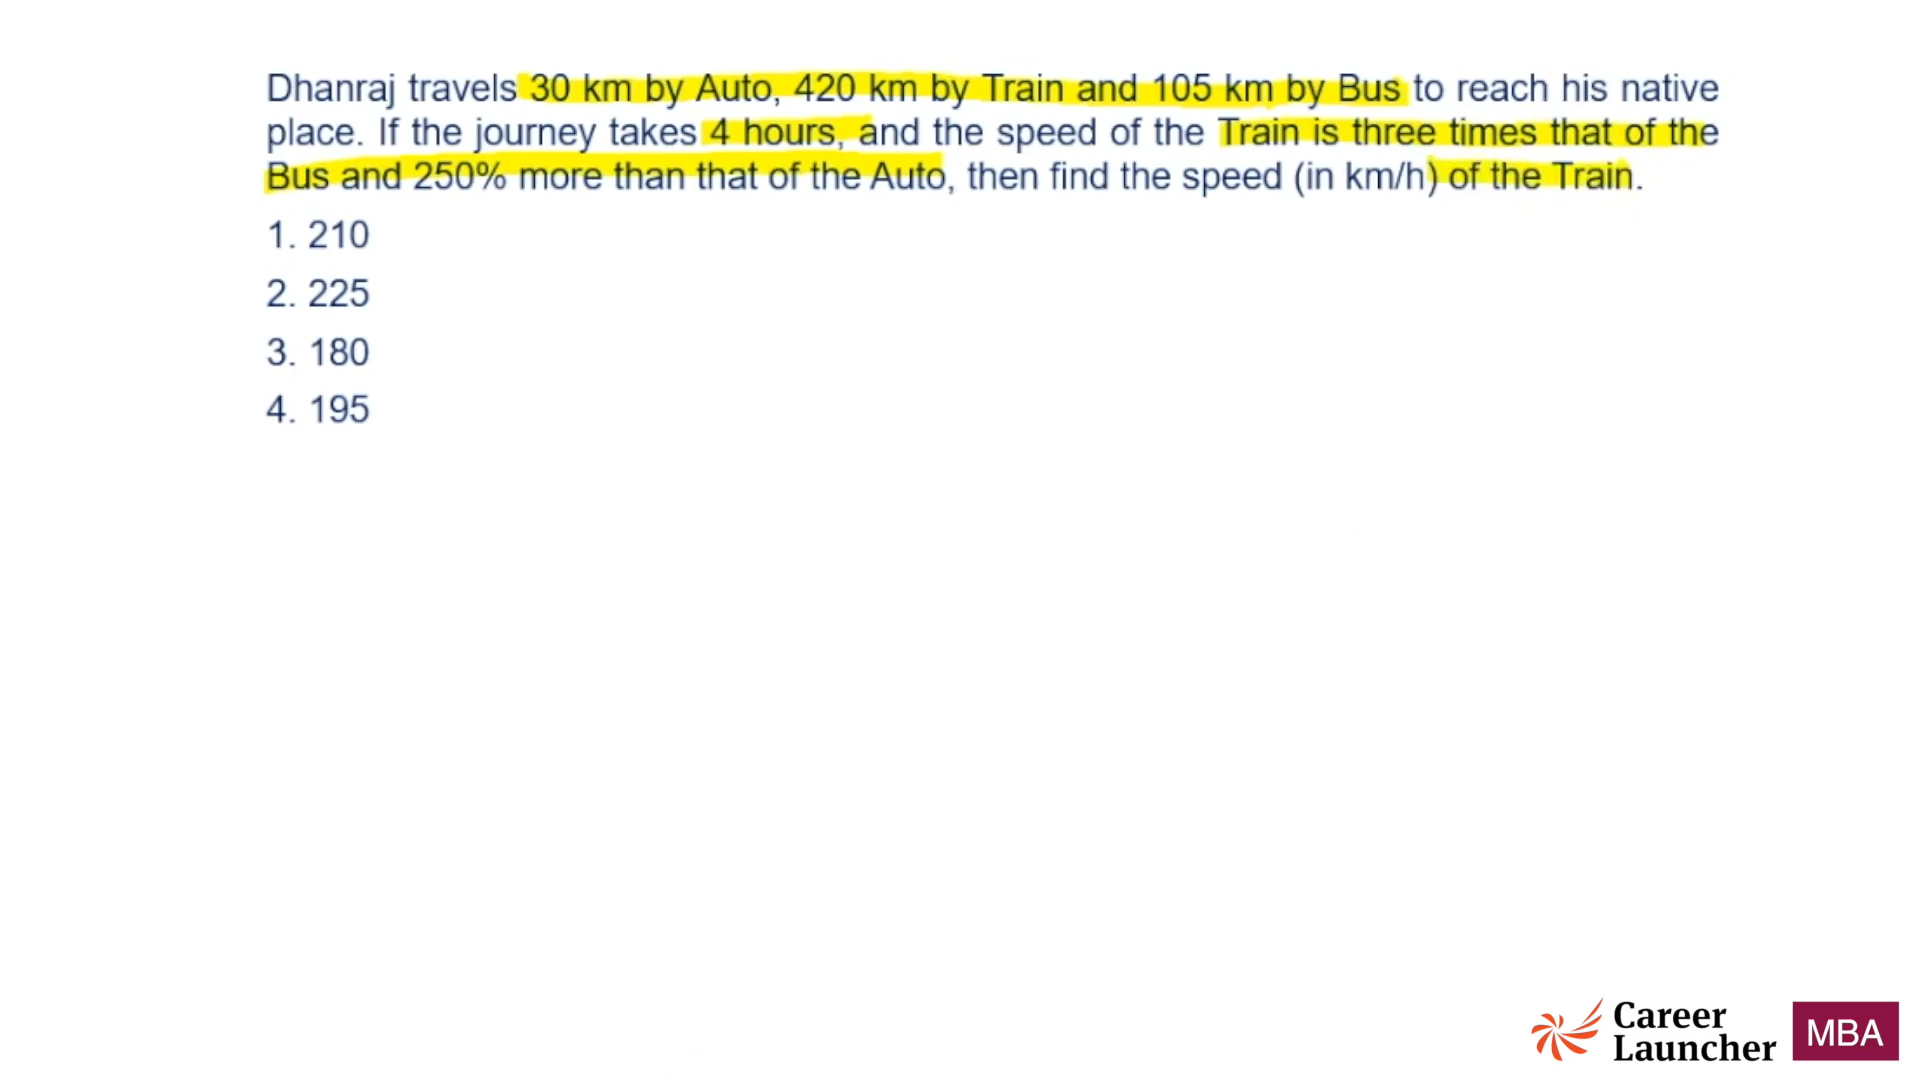 Dhanraj travels 30 km by Auto, 420 km by Train and 105 km by Bus to reach his native
place. If the journey takes 4 hours, and the speed of the Train is three times that of the
Bus and 250% more than that of the Auto, then find the speed (in km/h) of the Train.
1. 210
2. 225
3. 180
4. 195
Career
Launcher
MBA